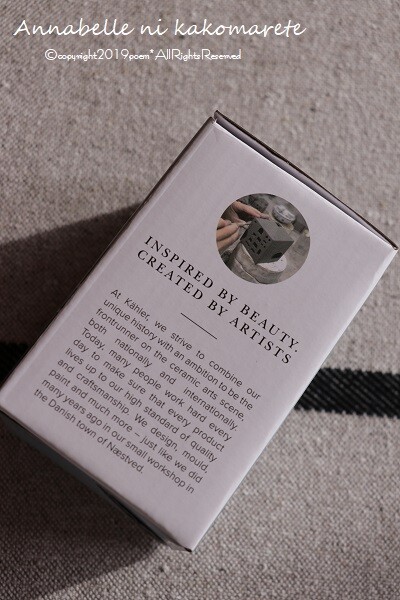 Annabelle ni kakomarete
©copyright2019poem*AllRightsReserved
INSPIRED BY BEAUTY.
CREATED BY ARTISTS
At Kähler, we strive to combine our
unique history with an ambition to be the
frontrunner on the ceramic arts scene,
both nationally and internationally.
Today, many people work hard every
day to make sure that every product
lives up to our high standard of quality
and craftsmanship. We design, mould,
paint and much more – just like we did
many years ago in our small workshop in
the Danish town of Næstved.